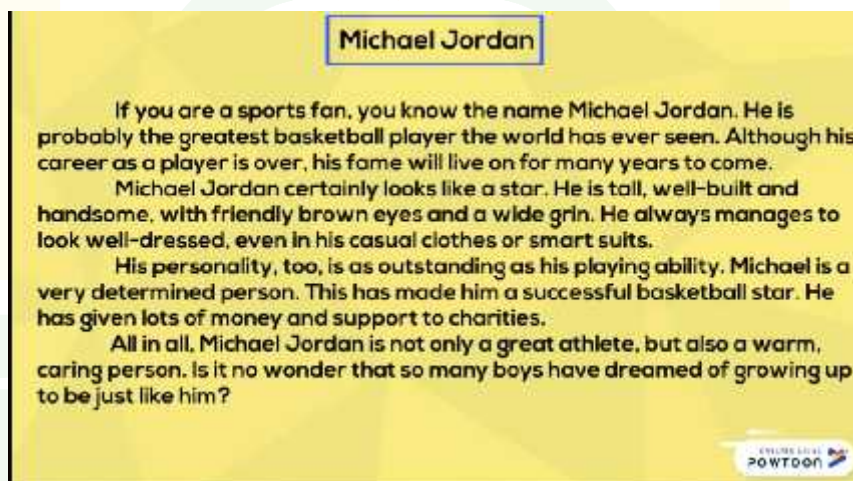 Michael Jordan
If you are a sports fan, you know the name Michael Jordan. He is
probably the greatest basketball player the world has ever seen. Although his
career as a player is over, his fame will live on for many years to come.
Michael Jordan certainly looks like a star. He is tall, well-built and
handsome, with friendly brown eyes and a wide grin. He always manages to
look well-dressed, even in his casual clothes or smart suits.
His personality, too, is as outstanding as his playing ability. Michael is a
very determined person. This has made him a successful basketball star. He
has given lots of money and support to charities.
All in all, Michael Jordan is not only a great athlete, but also a warm,
caring person. Is it no wonder that so many boys have dreamed of growing up
to be just like him?
POWTOON